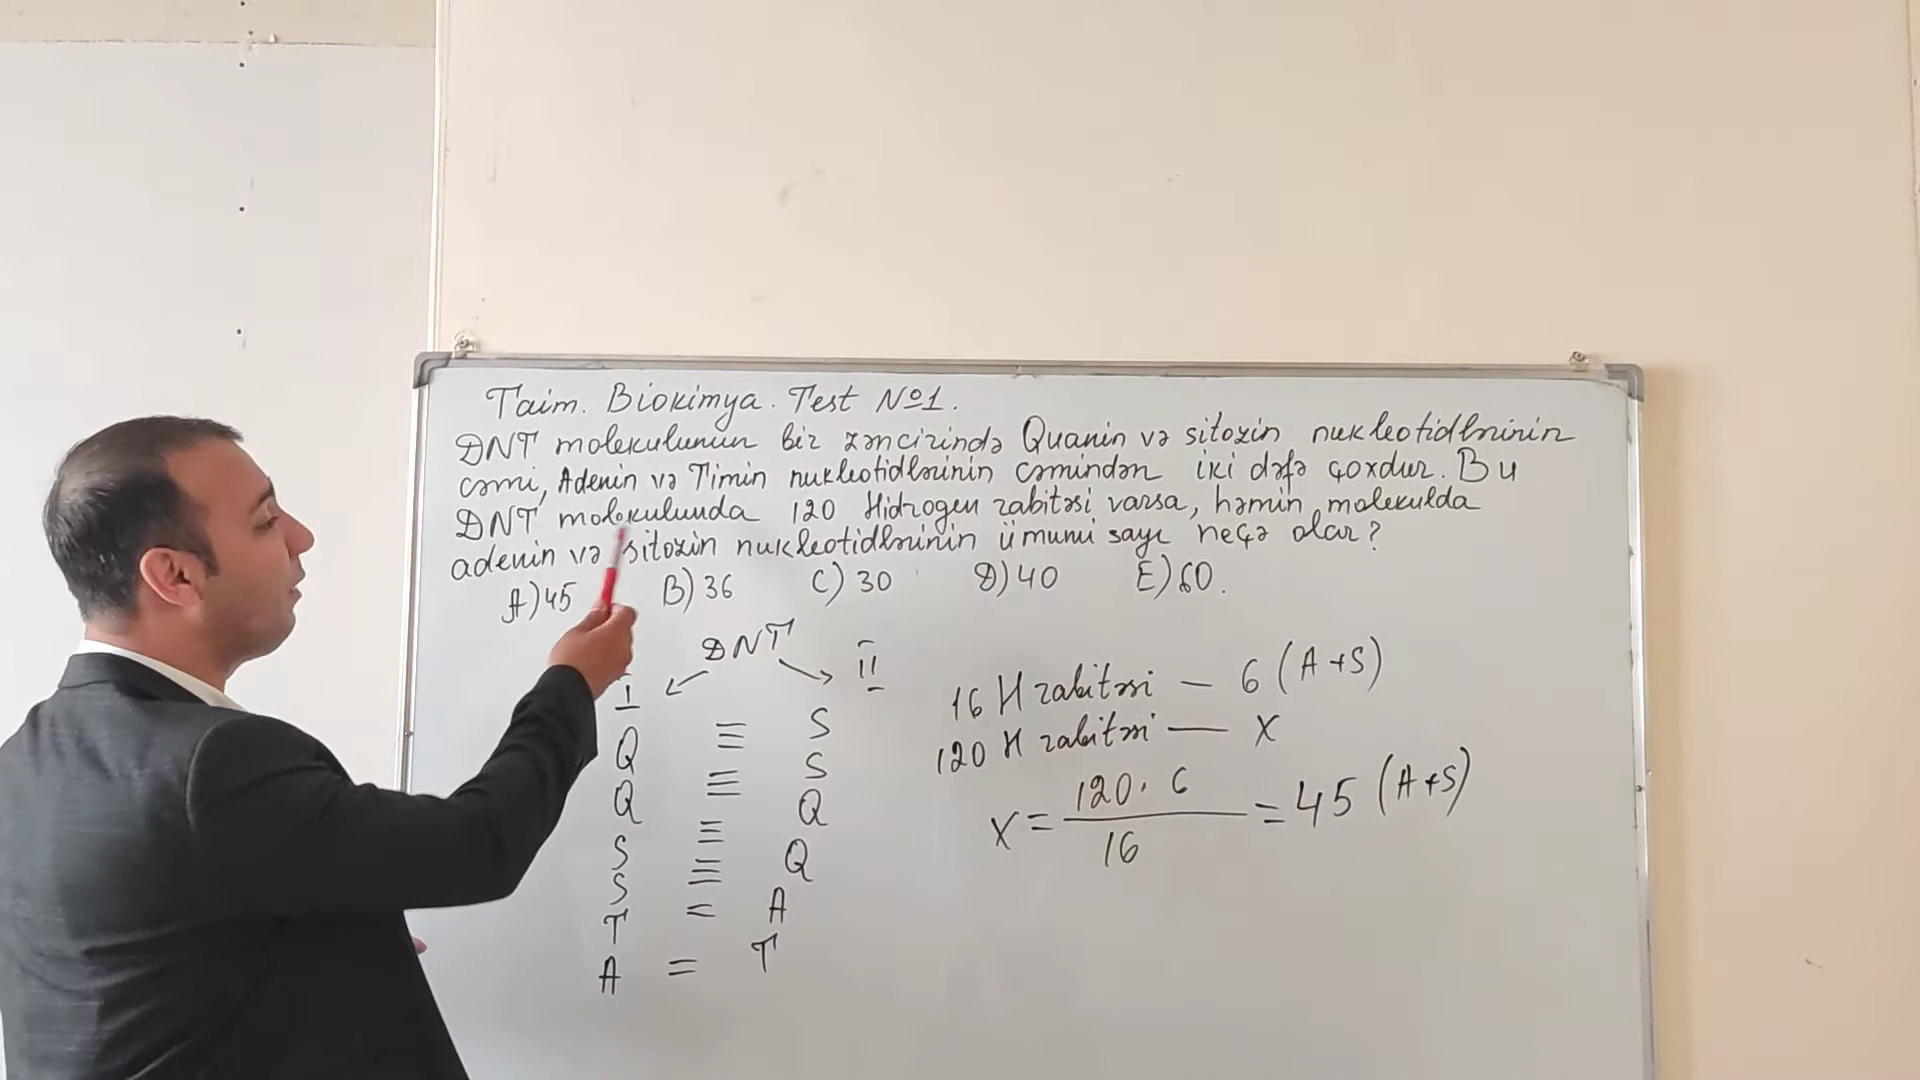 Taim. Biokimya. Test №1.
DNT molekulunun bir zəncirində Quanin və sitozin nukleotidlərinin
cəmi, Adenin və Timin nukleotidlərinin cəmindən iki dəfə çoxdur. Bu
DNT molekulunda 120 Hidrogen rabitəsi varsa, həmin molekulda
adenin və sitozin nukleotidlərinin ümumi sayı neçə olar?
A) 45 B) 36 C) 30 D) 40 E) 60.
DNT
I II
Q ≡ S
Q ≡ S
S ≡ Q
S ≡ Q
T = A
A = T
16 H rabitəsi — 6 (A+S)
120 H rabitəsi — X
X = 120 · 6 / 16 = 45 (A+S)